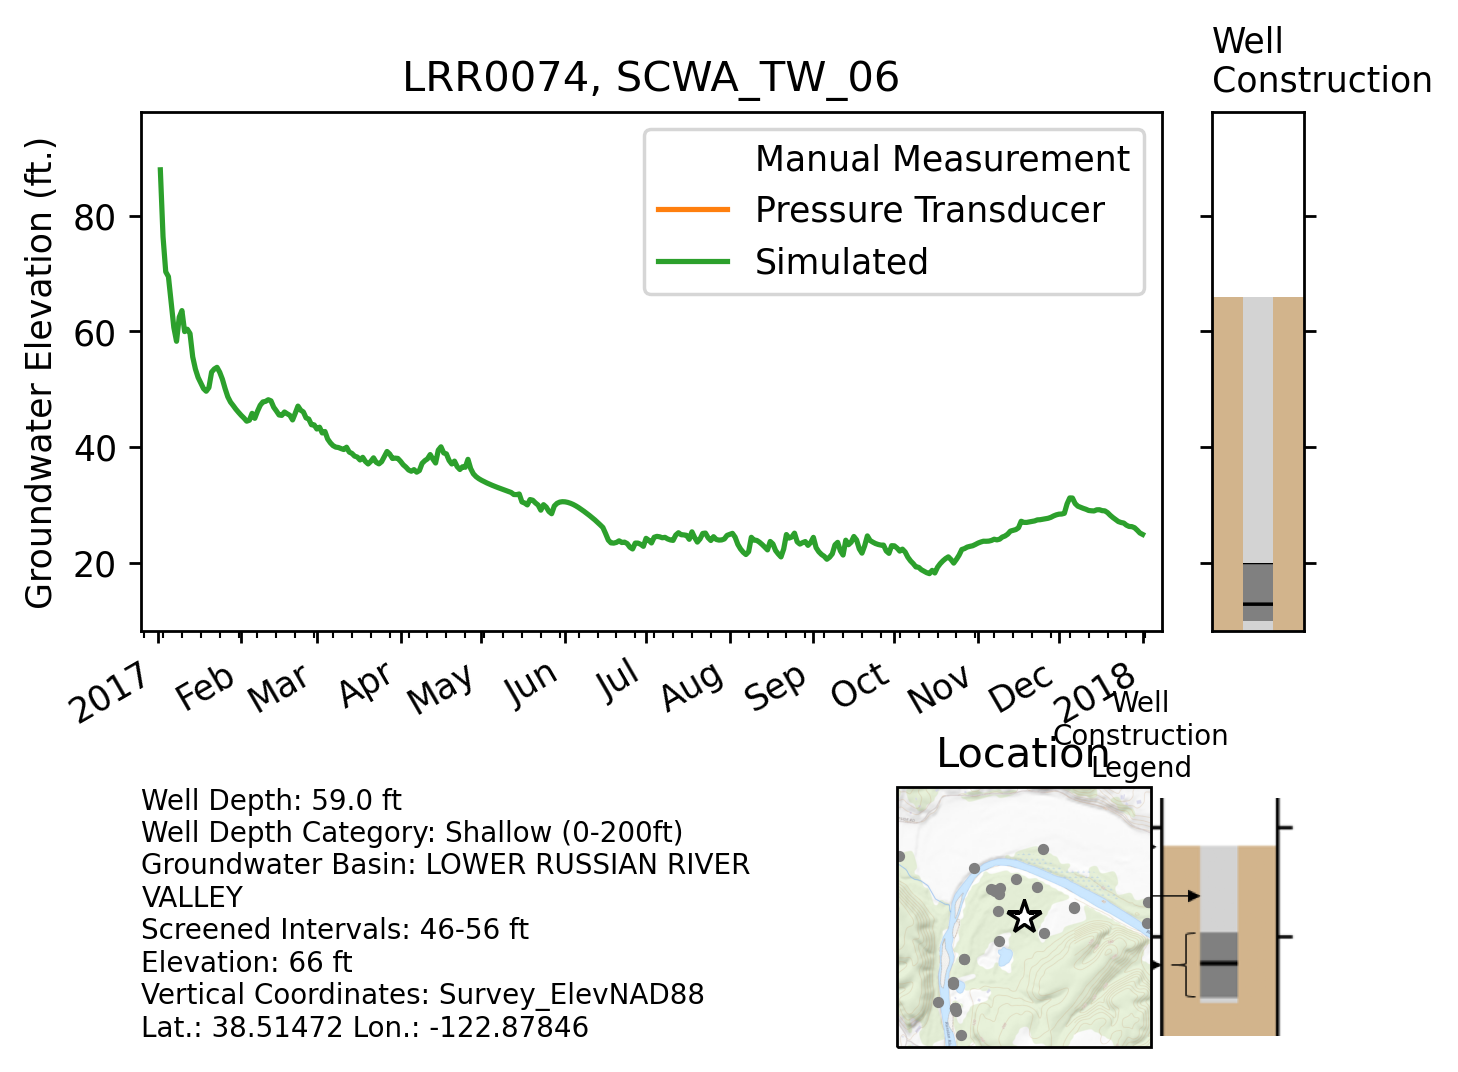 Well
Construction
LRR0074, SCWA_TW_06
Groundwater Elevation (ft.)
80
60
40
20
Manual Measurement
Pressure Transducer
Simulated
2017
Feb
Mar
Apr
May
Jun
Jul
Aug
Sep
Oct
Nov
Dec
2018
Well
Construction
Legend
Location
Well Depth: 59.0 ft
Well Depth Category: Shallow (0-200ft)
Groundwater Basin: LOWER RUSSIAN RIVER
VALLEY
Screened Intervals: 46-56 ft
Elevation: 66 ft
Vertical Coordinates: Survey_ElevNAD88
Lat.: 38.51472 Lon.: -122.87846